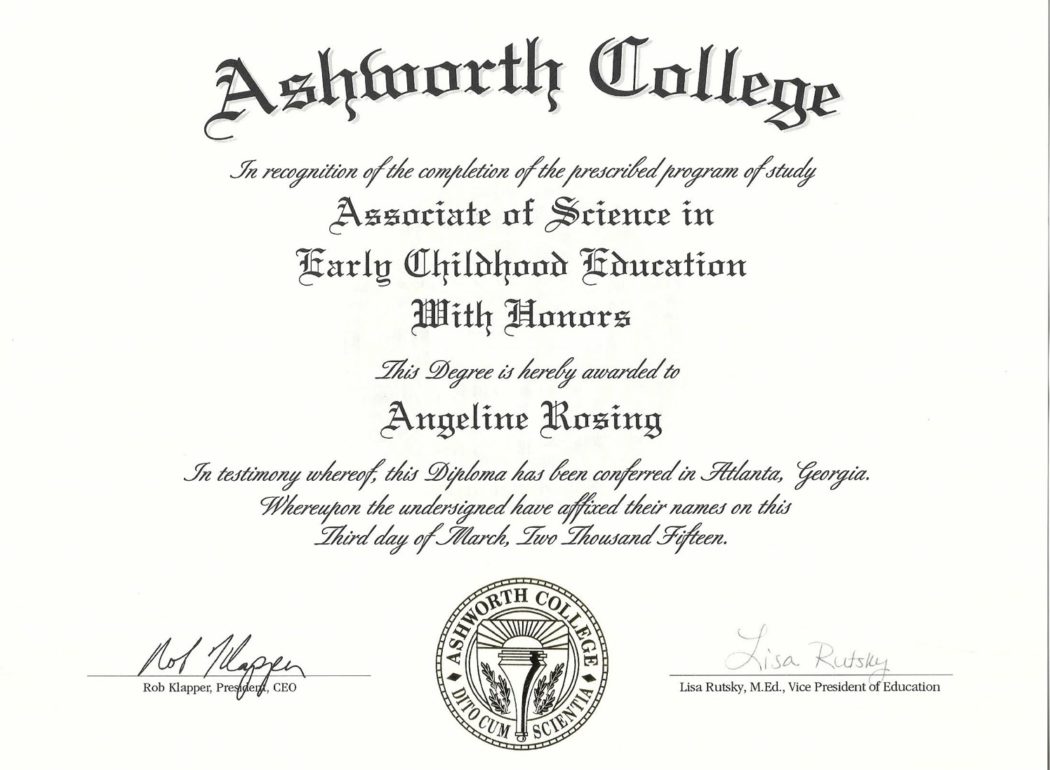 Ashworth College
In recognition of the completion of the prescribed program of study
Associate of Science in
Early Childhood Education
With Honors
This Degree is hereby awarded to
Angeline Rosing
In testimony whereof, this Diploma has been conferred in Atlanta, Georgia.
Whereupon the undersigned have affixed their names on this
Third day of March, Two Thousand Fifteen.
ASHWORTH COLLEGE
DITO CUM SCIENTIA
Rob Klapper
Rob Klapper, President, CEO
Lisa Rutsky
Lisa Rutsky, M.Ed., Vice President of Education